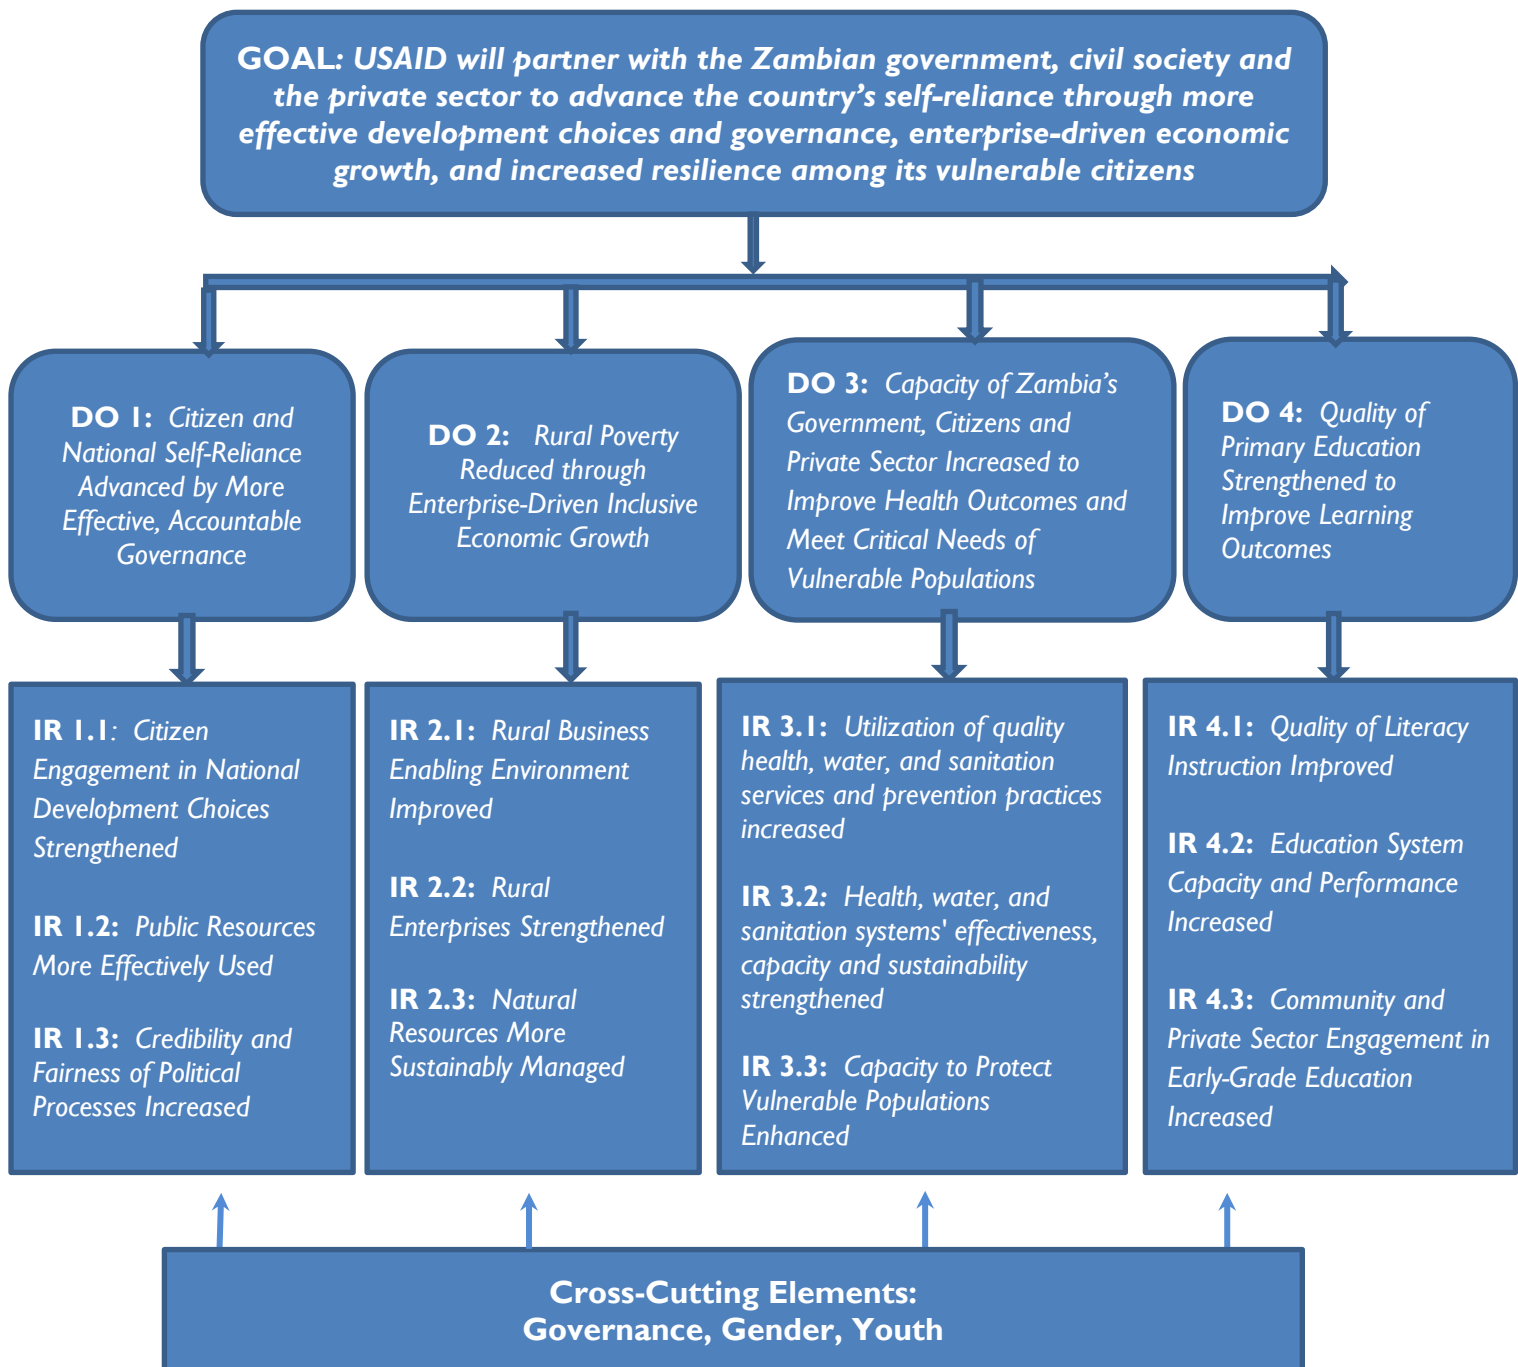 GOAL: USAID will partner with the Zambian government, civil society and
the private sector to advance the country’s self-reliance through more
effective development choices and governance, enterprise-driven economic
growth, and increased resilience among its vulnerable citizens
DO 1: Citizen and
National Self-Reliance
Advanced by More
Effective, Accountable
Governance
DO 2: Rural Poverty
Reduced through
Enterprise-Driven Inclusive
Economic Growth
DO 3: Capacity of Zambia’s
Government, Citizens and
Private Sector Increased to
Improve Health Outcomes and
Meet Critical Needs of
Vulnerable Populations
DO 4: Quality of
Primary Education
Strengthened to
Improve Learning
Outcomes
IR 1.1: Citizen
Engagement in National
Development Choices
Strengthened
IR 1.2: Public Resources
More Effectively Used
IR 1.3: Credibility and
Fairness of Political
Processes Increased
IR 2.1: Rural Business
Enabling Environment
Improved
IR 2.2: Rural
Enterprises Strengthened
IR 2.3: Natural
Resources More
Sustainably Managed
IR 3.1: Utilization of quality
health, water, and sanitation
services and prevention practices
increased
IR 3.2: Health, water, and
sanitation systems' effectiveness,
capacity and sustainability
strengthened
IR 3.3: Capacity to Protect
Vulnerable Populations
Enhanced
IR 4.1: Quality of Literacy
Instruction Improved
IR 4.2: Education System
Capacity and Performance
Increased
IR 4.3: Community and
Private Sector Engagement in
Early-Grade Education
Increased
Cross-Cutting Elements:
Governance, Gender, Youth